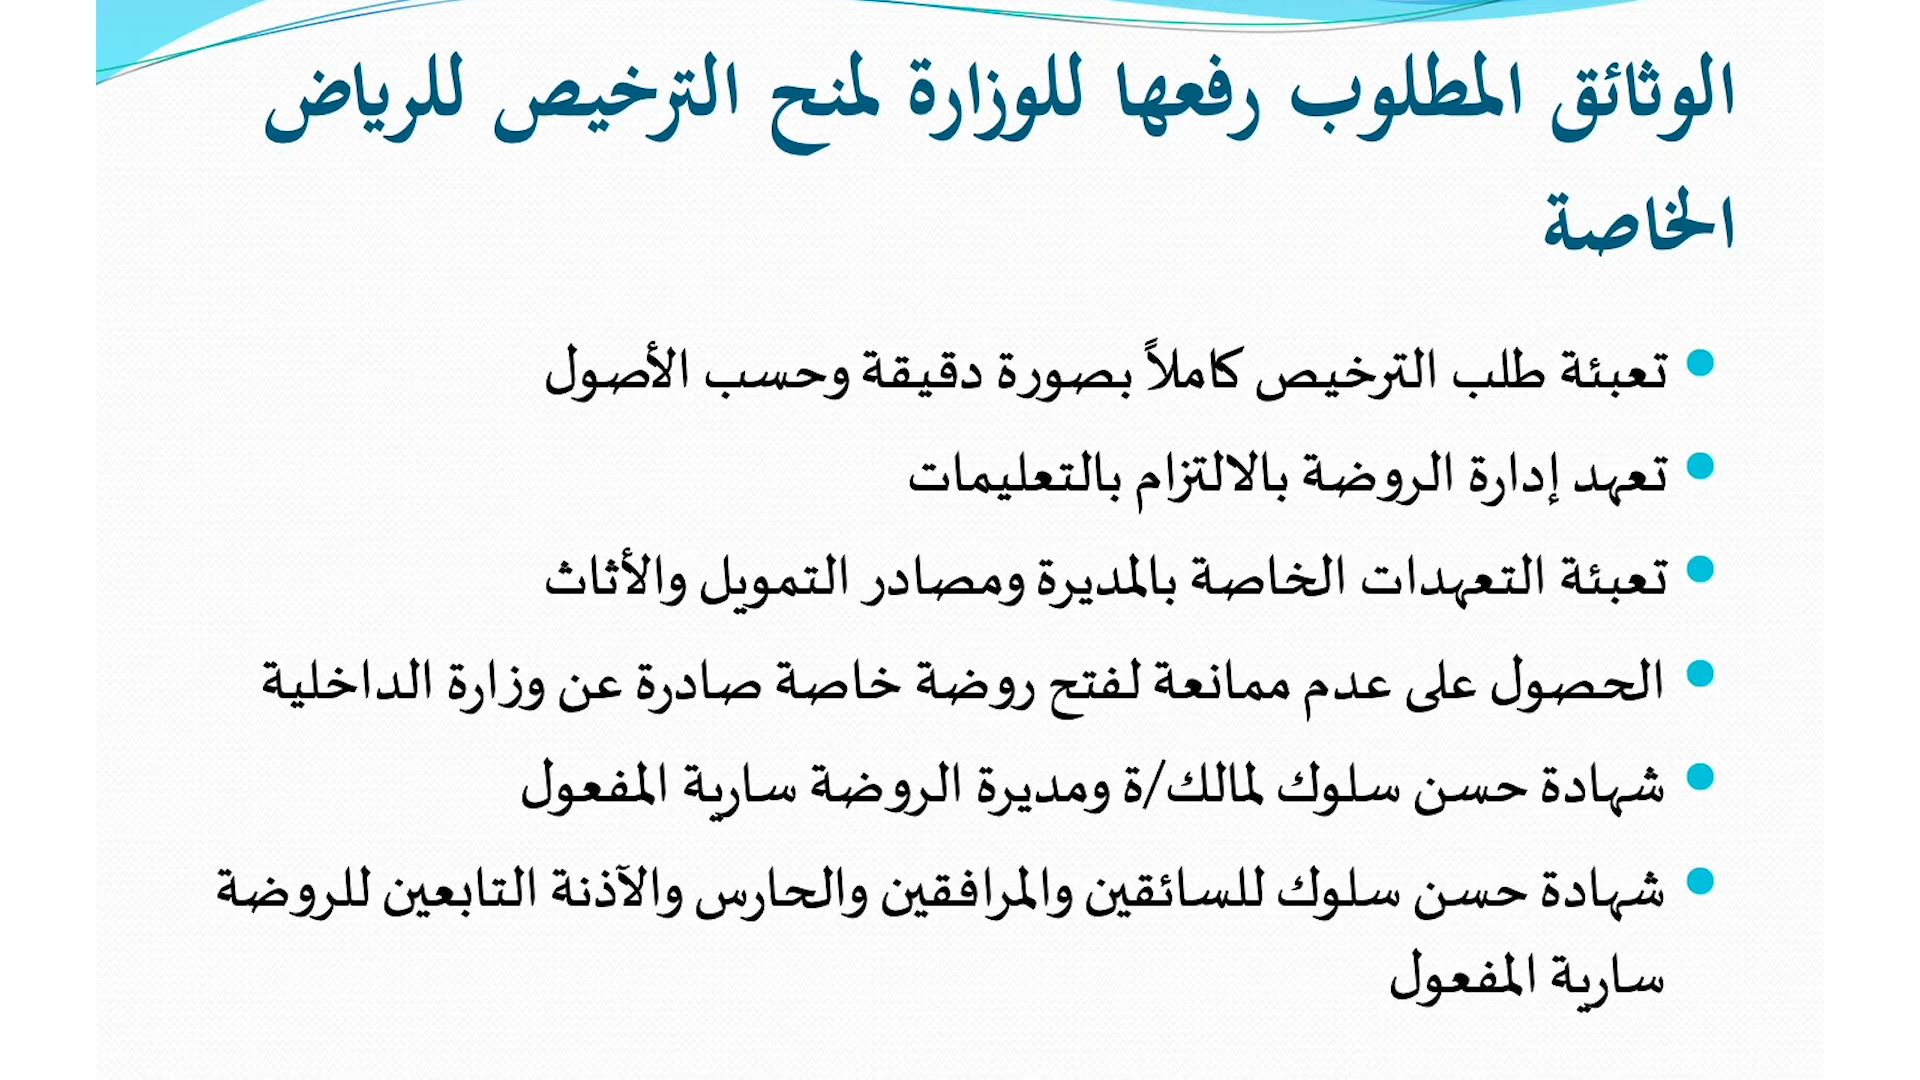 الوثائق المطلوب رفعها للوزارة لمنح الترخيص للرياض
الخاصة
• تعبئة طلب الترخيص كاملاً بصورة دقيقة وحسب الأصول
• تعهد إدارة الروضة بالالتزام بالتعليمات
• تعبئة التعهدات الخاصة بالمديرة ومصادر التمويل والأثاث
• الحصول على عدم ممانعة لفتح روضة خاصة صادرة عن وزارة الداخلية
• شهادة حسن سلوك لمالك/ة ومديرة الروضة سارية المفعول
• شهادة حسن سلوك للسائقين والمرافقين والحارس والآذنة التابعين للروضة
سارية المفعول